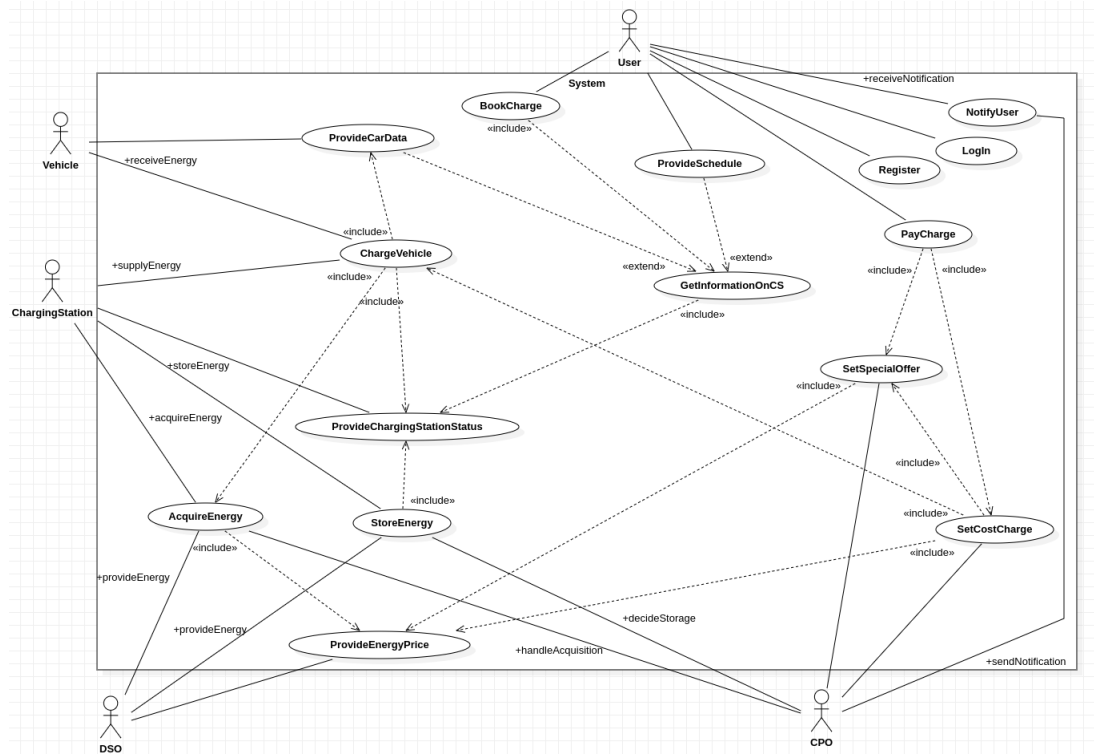 User
System
+receiveNotification
BookCharge
NotifyUser
«include»
ProvideCarData
LogIn
Vehicle
+receiveEnergy
ProvideSchedule
Register
PayCharge
«include»
ChargeVehicle
+supplyEnergy
«include»
«extend»
«extend»
«include»
«include»
GetInformationOnCS
«include»
ChargingStation
«include»
+storeEnergy
SetSpecialOffer
«include»
+acquireEnergy
ProvideChargingStationStatus
«include»
«include»
«include»
AcquireEnergy
StoreEnergy
SetCostCharge
«include»
«include»
+provideEnergy
+provideEnergy
+decideStorage
ProvideEnergyPrice
+handleAcquisition
+sendNotification
DSO
CPO